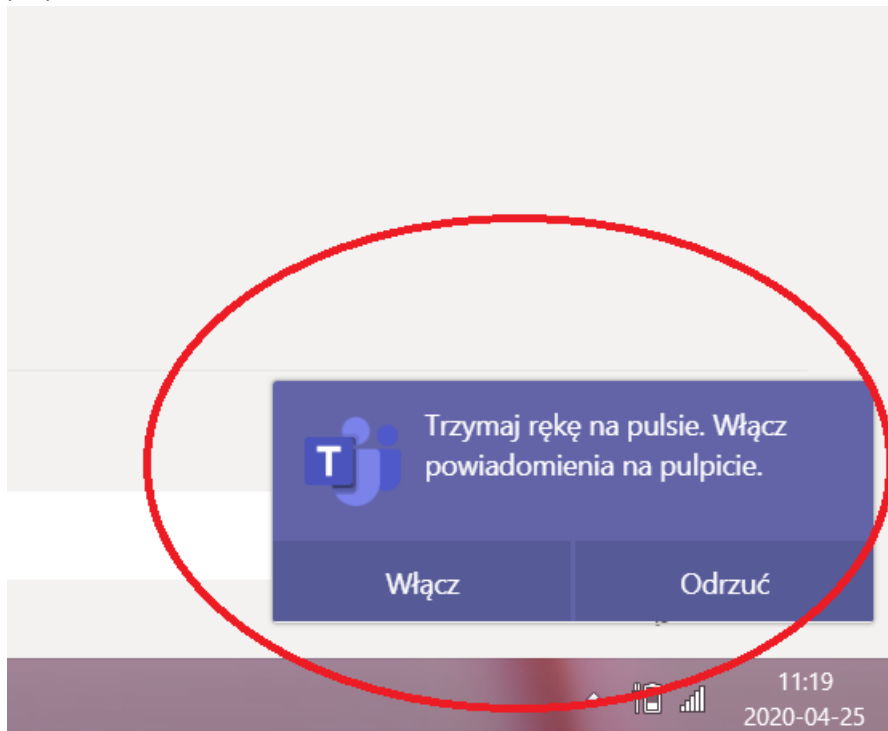 Trzymaj rękę na pulsie. Włącz
powiadomienia na pulpicie.
T
Włącz
Odrzuć
11:19
2020-04-25